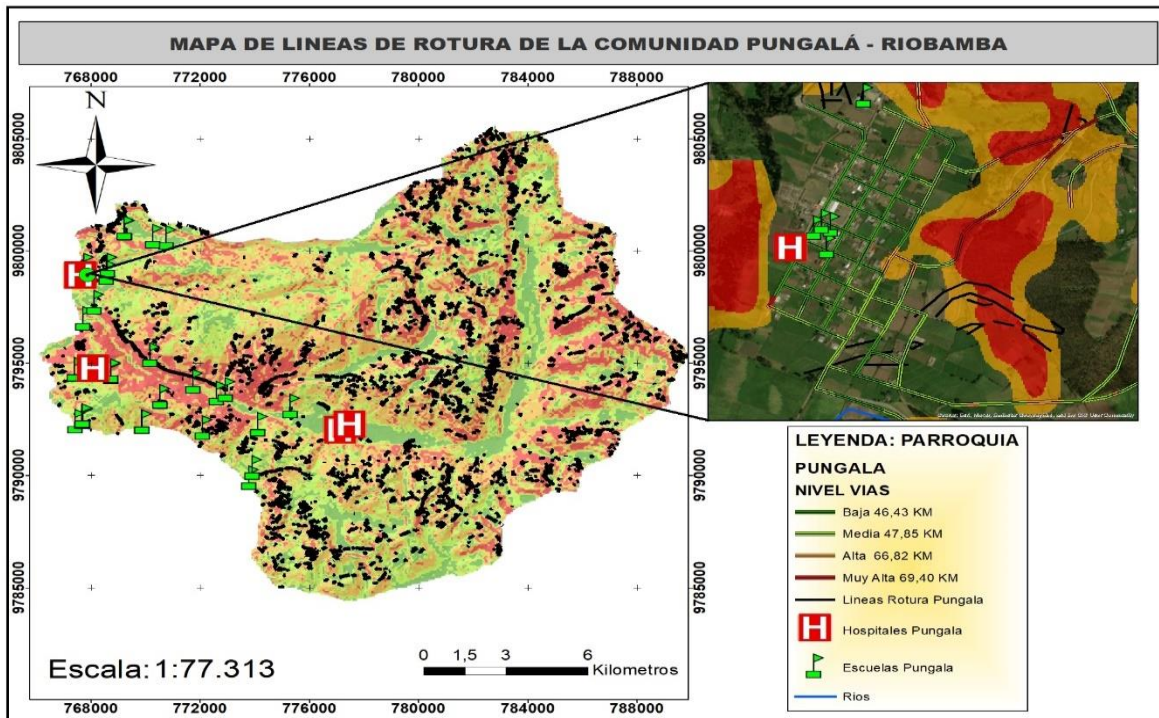 MAPA DE LINEAS DE ROTURA DE LA COMUNIDAD PUNGALÁ - RIOBAMBA
768000 772000 776000 780000 784000 788000
N
9805000 9805000
9800000 9800000
9795000 9795000
9790000 9790000
9785000 9785000
H
H
H
H
LEYENDA: PARROQUIA
PUNGALA
NIVEL VIAS
Baja 46,43 KM
Media 47,85 KM
Alta 66,82 KM
Muy Alta 69,40 KM
Lineas Rotura Pungala
H Hospitales Pungala
Escuelas Pungala
Rios
Escala: 1:77.313
0 1,5 3 6
Kilometros
768000 772000 776000 780000 784000 788000